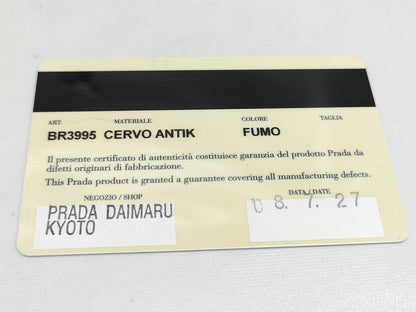 ART. MATERIALE COLORE TAGLIA
BR3995 CERVO ANTIK FUMO
Il presente certificato di autenticità costituisce garanzia del prodotto Prada da
difetti originari di fabbricazione.
This Prada product is granted a guarantee covering all manufacturing defects.
NEGOZIO / SHOP DATA / DATE
PRADA DAIMARU 08. 7. 27
KYOTO